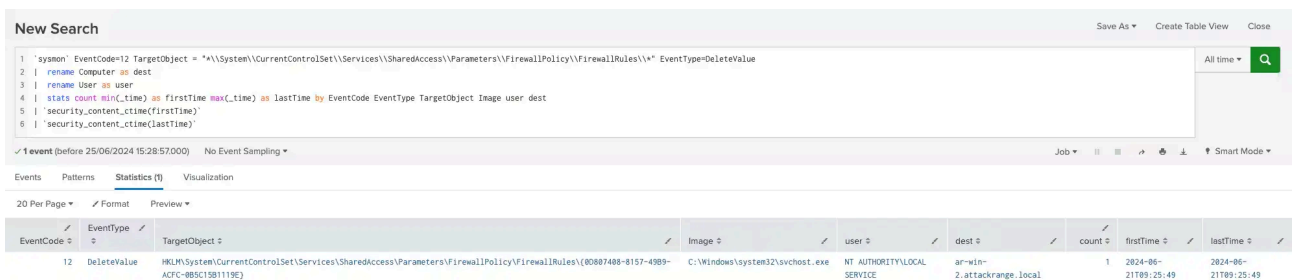 New Search
Save As ▾ Create Table View Close
1 `sysmon` EventCode=12 TargetObject = "*\\System\\CurrentControlSet\\Services\\SharedAccess\\Parameters\\FirewallPolicy\\FirewallRules\\*" EventType=DeleteValue
2 | rename Computer as dest
3 | rename User as user
4 | stats count min(_time) as firstTime max(_time) as lastTime by EventCode EventType TargetObject Image user dest
5 | `security_content_ctime(firstTime)`
6 | `security_content_ctime(lastTime)`
All time ▾
✓ 1 event (before 25/06/2024 15:28:57.000) No Event Sampling ▾
Job ▾ Smart Mode ▾
Events Patterns Statistics (1) Visualization
20 Per Page ▾ Format Preview ▾
EventCode EventType TargetObject Image user dest count firstTime lastTime
12 DeleteValue HKLM\System\CurrentControlSet\Services\SharedAccess\Parameters\FirewallPolicy\FirewallRules\{0D807408-8157-49B9- C:\Windows\system32\svchost.exe NT AUTHORITY\LOCAL ar-win- 1 2024-06- 2024-06-
ACFC-0B5C15B1119E} SERVICE 2.attackrange.local 21T09:25:49 21T09:25:49